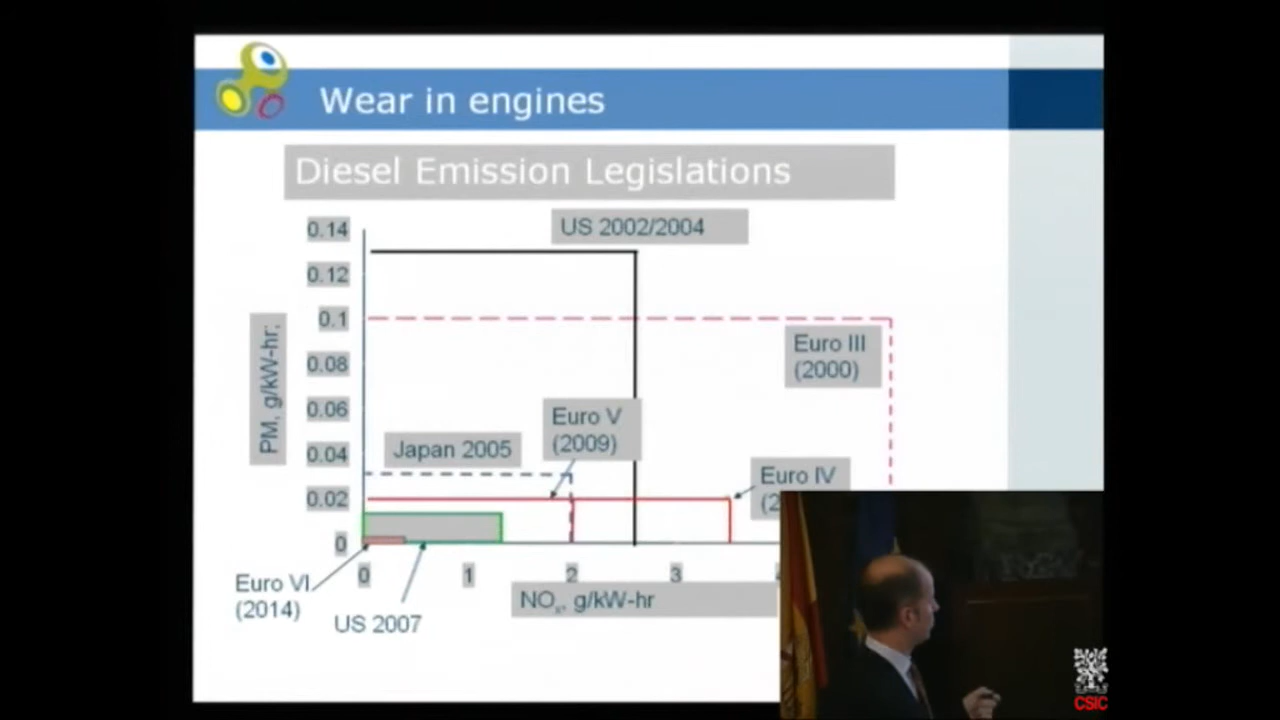 Wear in engines
Diesel Emission Legislations
US 2002/2004
0.14
0.12
0.1
0.08
0.06
0.04
0.02
0
PM, g/kW-hr;
Euro III
(2000)
Euro V
(2009)
Japan 2005
Euro IV
(2
0
1
2
3
NOx, g/kW-hr
Euro VI
(2014)
US 2007
CSIC